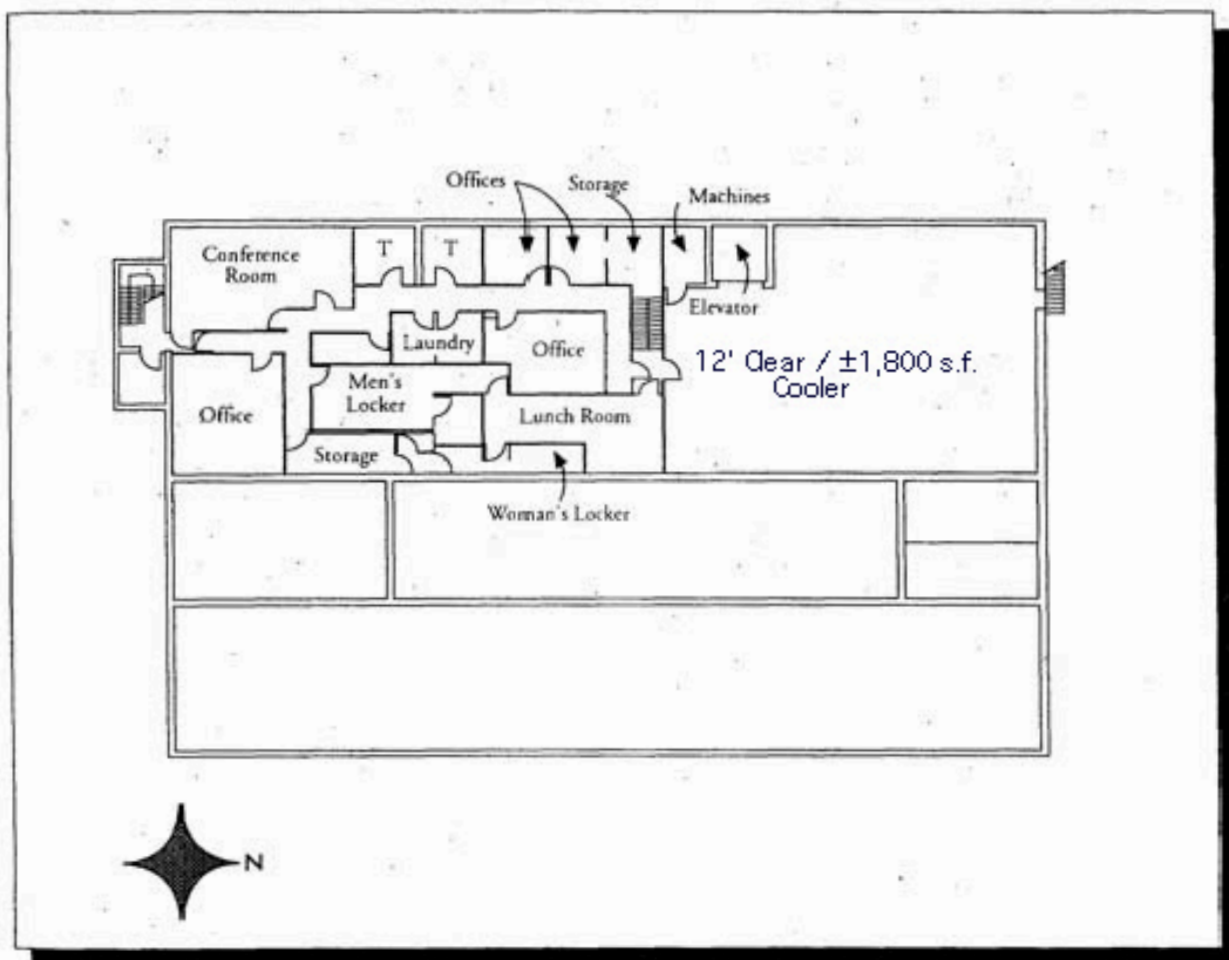 Offices
Storage
Machines
Conference
Room
T
T
Elevator
Laundry
Office
12' Clear / ±1,800 s.f.
Cooler
Men's
Locker
Office
Lunch Room
Storage
Woman's Locker
N